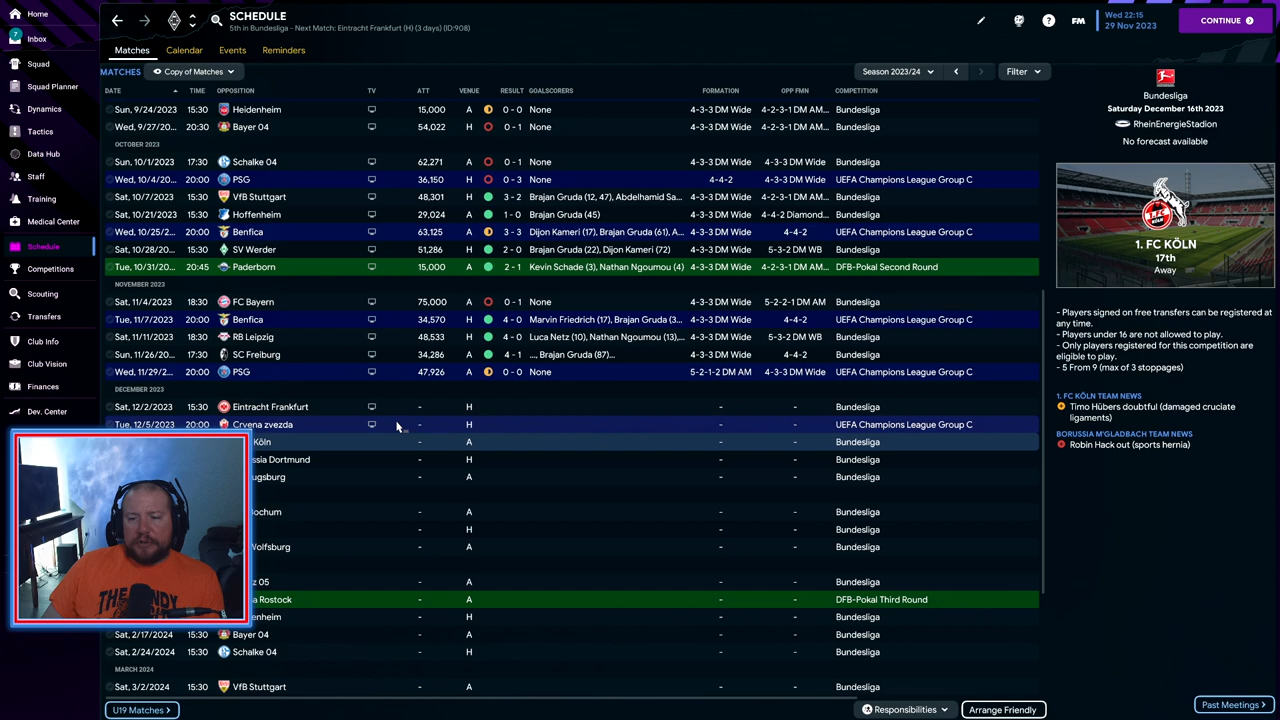 Home
SCHEDULE
5th in Bundesliga - Next Match: Eintracht Frankfurt (H) (3 days) (ID:908)
FM
Wed 22:15
29 Nov 2023
CONTINUE
7
Inbox
Squad
Squad Planner
Dynamics
Tactics
Data Hub
Staff
Training
Medical Center
Schedule
Competitions
Scouting
Transfers
Club Info
Club Vision
Finances
Dev. Center
Matches Calendar Events Reminders
MATCHES Copy of Matches Season 2023/24 Filter
DATE TIME OPPOSITION TV ATT VENUE RESULT GOALSCORERS FORMATION OPP FMN COMPETITION
Sun, 9/24/2023 15:30 Heidenheim 15,000 A 0 - 0 None 4-3-3 DM Wide 4-2-3-1 DM AM... Bundesliga
Wed, 9/27/20... 20:30 Bayer 04 54,022 H 0 - 1 None 4-3-3 DM Wide 4-2-3-1 AM... Bundesliga
OCTOBER 2023
Sun, 10/1/2023 17:30 Schalke 04 62,271 A 0 - 1 None 4-3-3 DM Wide 4-3-3 DM Wide Bundesliga
Wed, 10/4/20... 20:00 PSG 36,150 H 0 - 3 None 4-4-2 4-3-3 DM Wide UEFA Champions League Group C
Sat, 10/7/2023 15:30 VfB Stuttgart 48,301 H 3 - 2 Brajan Gruda (12, 47), Abdelhamid Sa... 4-3-3 DM Wide 4-2-3-1 DM AM... Bundesliga
Sat, 10/21/2023 15:30 Hoffenheim 29,024 A 1 - 0 Brajan Gruda (45) 4-3-3 DM Wide 4-4-2 Diamond... Bundesliga
Wed, 10/25/2... 20:00 Benfica 63,125 A 3 - 3 Dijon Kameri (17), Brajan Gruda (61), A... 4-3-3 DM Wide 4-4-2 UEFA Champions League Group C
Sat, 10/28/20... 15:30 SV Werder 51,286 H 2 - 0 Brajan Gruda (22), Dijon Kameri (72) 4-3-3 DM Wide 5-3-2 DM WB Bundesliga
Tue, 10/31/20... 20:45 Paderborn 15,000 A 2 - 1 Kevin Schade (3), Nathan Ngoumou (4) 4-3-3 DM Wide 4-2-3-1 DM AM... DFB-Pokal Second Round
NOVEMBER 2023
Sat, 11/4/2023 18:30 FC Bayern 75,000 A 0 - 1 None 4-3-3 DM Wide 5-2-2-1 DM AM Bundesliga
Tue, 11/7/2023 20:00 Benfica 34,570 H 4 - 0 Marvin Friedrich (17), Brajan Gruda (3... 4-3-3 DM Wide 4-4-2 UEFA Champions League Group C
Sat, 11/11/2023 18:30 RB Leipzig 48,533 H 4 - 0 Luca Netz (10), Nathan Ngoumou (13),... 4-3-3 DM Wide 5-3-2 DM WB Bundesliga
Sun, 11/26/20... 17:30 SC Freiburg 34,286 A 4 - 1 ..., Brajan Gruda (87)... 4-3-3 DM Wide 4-4-2 Bundesliga
Wed, 11/29/2... 20:00 PSG 47,926 A 0 - 0 None 5-2-1-2 DM AM 4-3-3 DM Wide UEFA Champions League Group C
DECEMBER 2023
Sat, 12/2/2023 15:30 Eintracht Frankfurt - H - - Bundesliga
Tue, 12/5/2023 20:00 Crvena zvezda - H - - UEFA Champions League Group C
Köln - A - - Bundesliga
ssia Dortmund - H - - Bundesliga
ugsburg - A - - Bundesliga
ochum - A - - Bundesliga
- H - - Bundesliga
Wolfsburg - A - - Bundesliga
z 05 - A - - Bundesliga
a Rostock - A - - DFB-Pokal Third Round
enheim - H - - Bundesliga
Sat, 2/17/2024 15:30 Bayer 04 - A - - Bundesliga
Sat, 2/24/2024 15:30 Schalke 04 - H - - Bundesliga
MARCH 2024
Sat, 3/2/2024 15:30 VfB Stuttgart - A - - Bundesliga
U19 Matches > Responsibilities Arrange Friendly
Bundesliga
Saturday December 16th 2023
RheinEnergieStadion
No forecast available
1. FC KÖLN
17th
Away
- Players signed on free transfers can be registered at
any time.
- Players under 16 are not allowed to play.
- Only players registered for this competition are
eligible to play.
- 5 From 9 (max of 3 stoppages)
1. FC KÖLN TEAM NEWS
Timo Hübers doubtful (damaged cruciate
ligaments)
BORUSSIA M'GLADBACH TEAM NEWS
Robin Hack out (sports hernia)
Past Meetings >